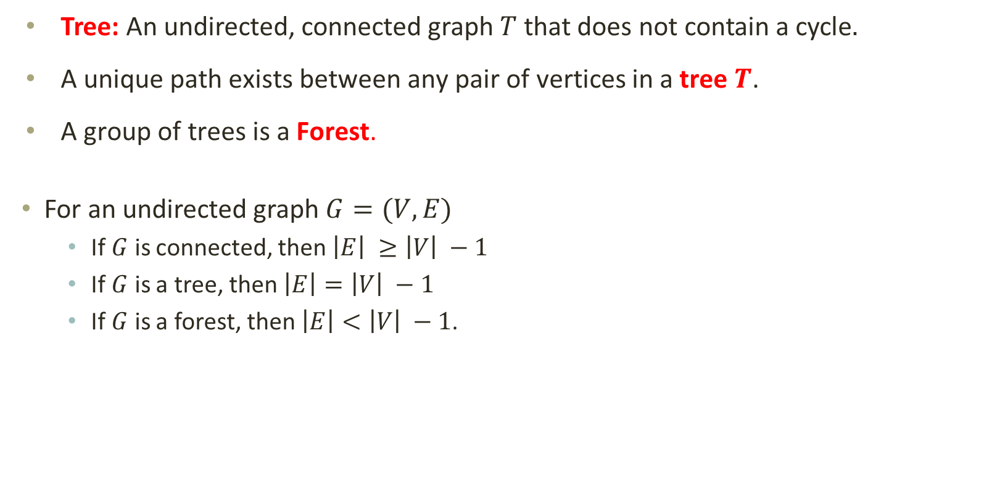 • Tree: An undirected, connected graph T that does not contain a cycle.
• A unique path exists between any pair of vertices in a tree T.
• A group of trees is a Forest.
• For an undirected graph G = (V, E)
• If G is connected, then |E| ≥ |V| − 1
• If G is a tree, then |E| = |V| − 1
• If G is a forest, then |E| < |V| − 1.